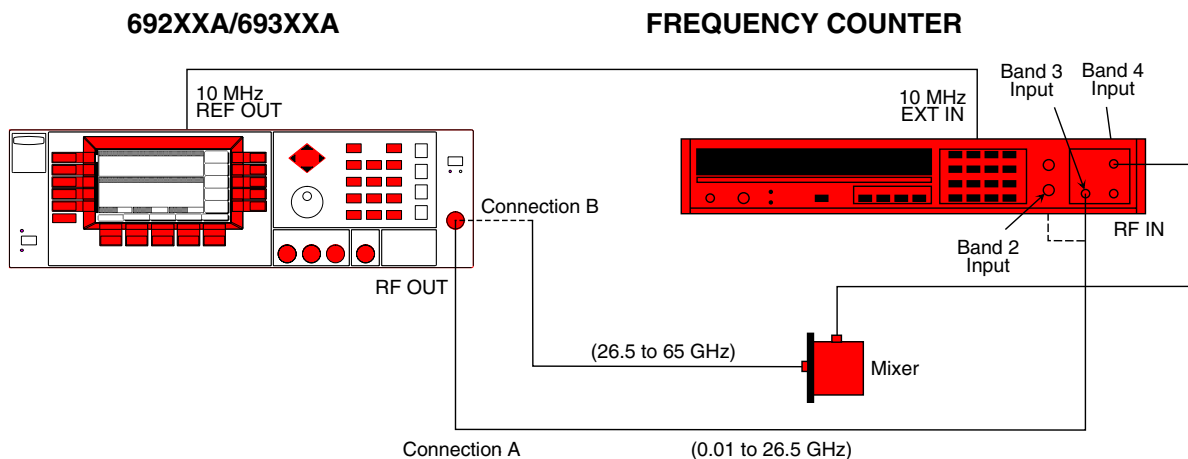 692XXA/693XXA
FREQUENCY COUNTER
10 MHz
REF OUT
10 MHz
EXT IN
Band 3
Input
Band 4
Input
Connection B
Band 2
Input
RF IN
RF OUT
(26.5 to 65 GHz)
Mixer
Connection A
(0.01 to 26.5 GHz)